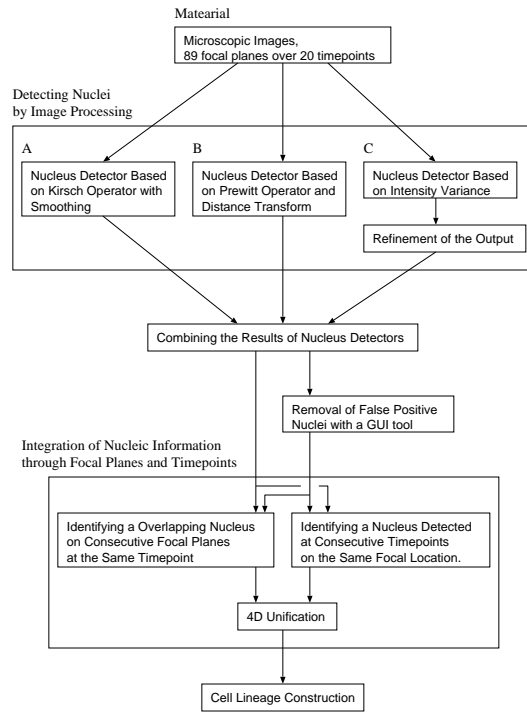 Matearial
Microscopic Images,
89 focal planes over 20 timepoints
Detecting Nuclei
by Image Processing
A
B
C
Nucleus Detector Based
on Kirsch Operator with
Smoothing
Nucleus Detector Based
on Prewitt Operator and
Distance Transform
Nucleus Detector Based
on Intensity Variance
Refinement of the Output
Combining the Results of Nucleus Detectors
Removal of False Positive
Nuclei with a GUI tool
Integration of Nucleic Information
through Focal Planes and Timepoints
Identifying a Overlapping Nucleus
on Consecutive Focal Planes
at the Same Timepoint
Identifying a Nucleus Detected
at Consecutive Timepoints
on the Same Focal Location.
4D Unification
Cell Lineage Construction